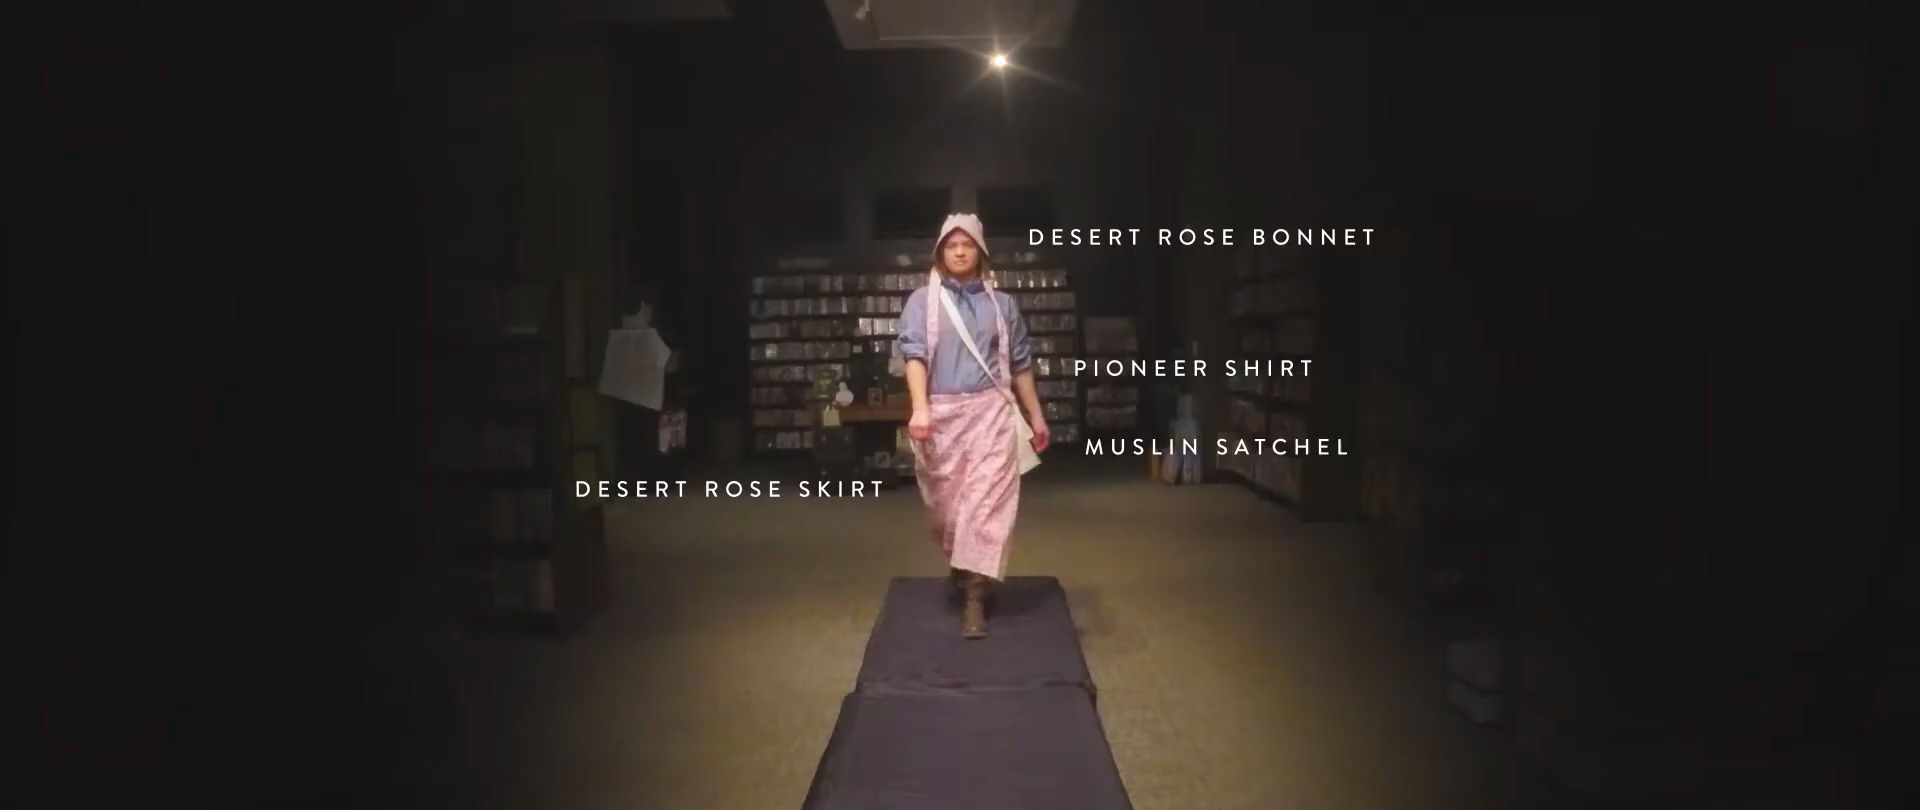 DESERT ROSE BONNET
PIONEER SHIRT
MUSLIN SATCHEL
DESERT ROSE SKIRT